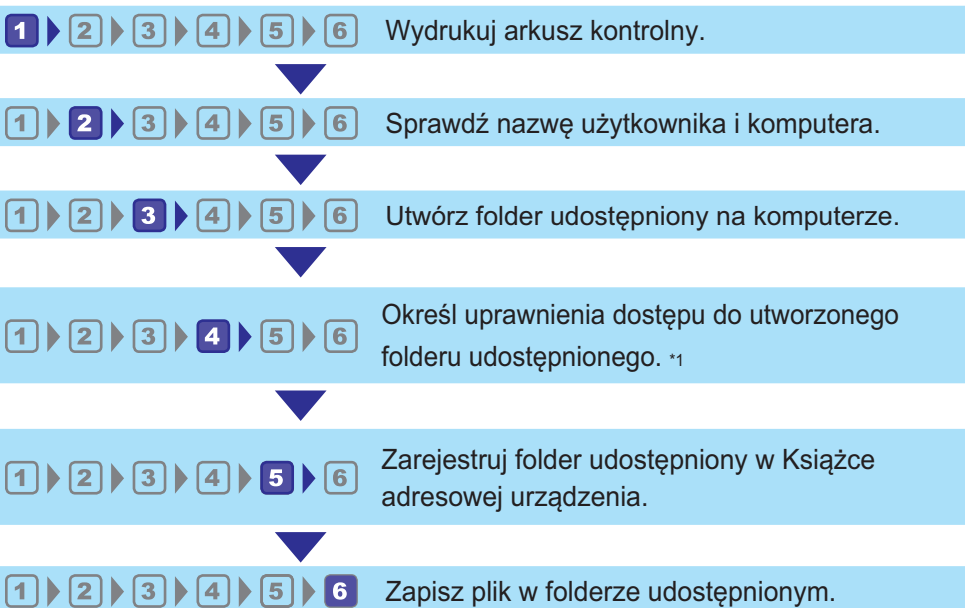 1 2 3 4 5 6 Wydrukuj arkusz kontrolny.
1 2 3 4 5 6 Sprawdź nazwę użytkownika i komputera.
1 2 3 4 5 6 Utwórz folder udostępniony na komputerze.
1 2 3 4 5 6 Określ uprawnienia dostępu do utworzonego
folderu udostępnionego. *1
1 2 3 4 5 6 Zarejestruj folder udostępniony w Książce
adresowej urządzenia.
1 2 3 4 5 6 Zapisz plik w folderze udostępnionym.